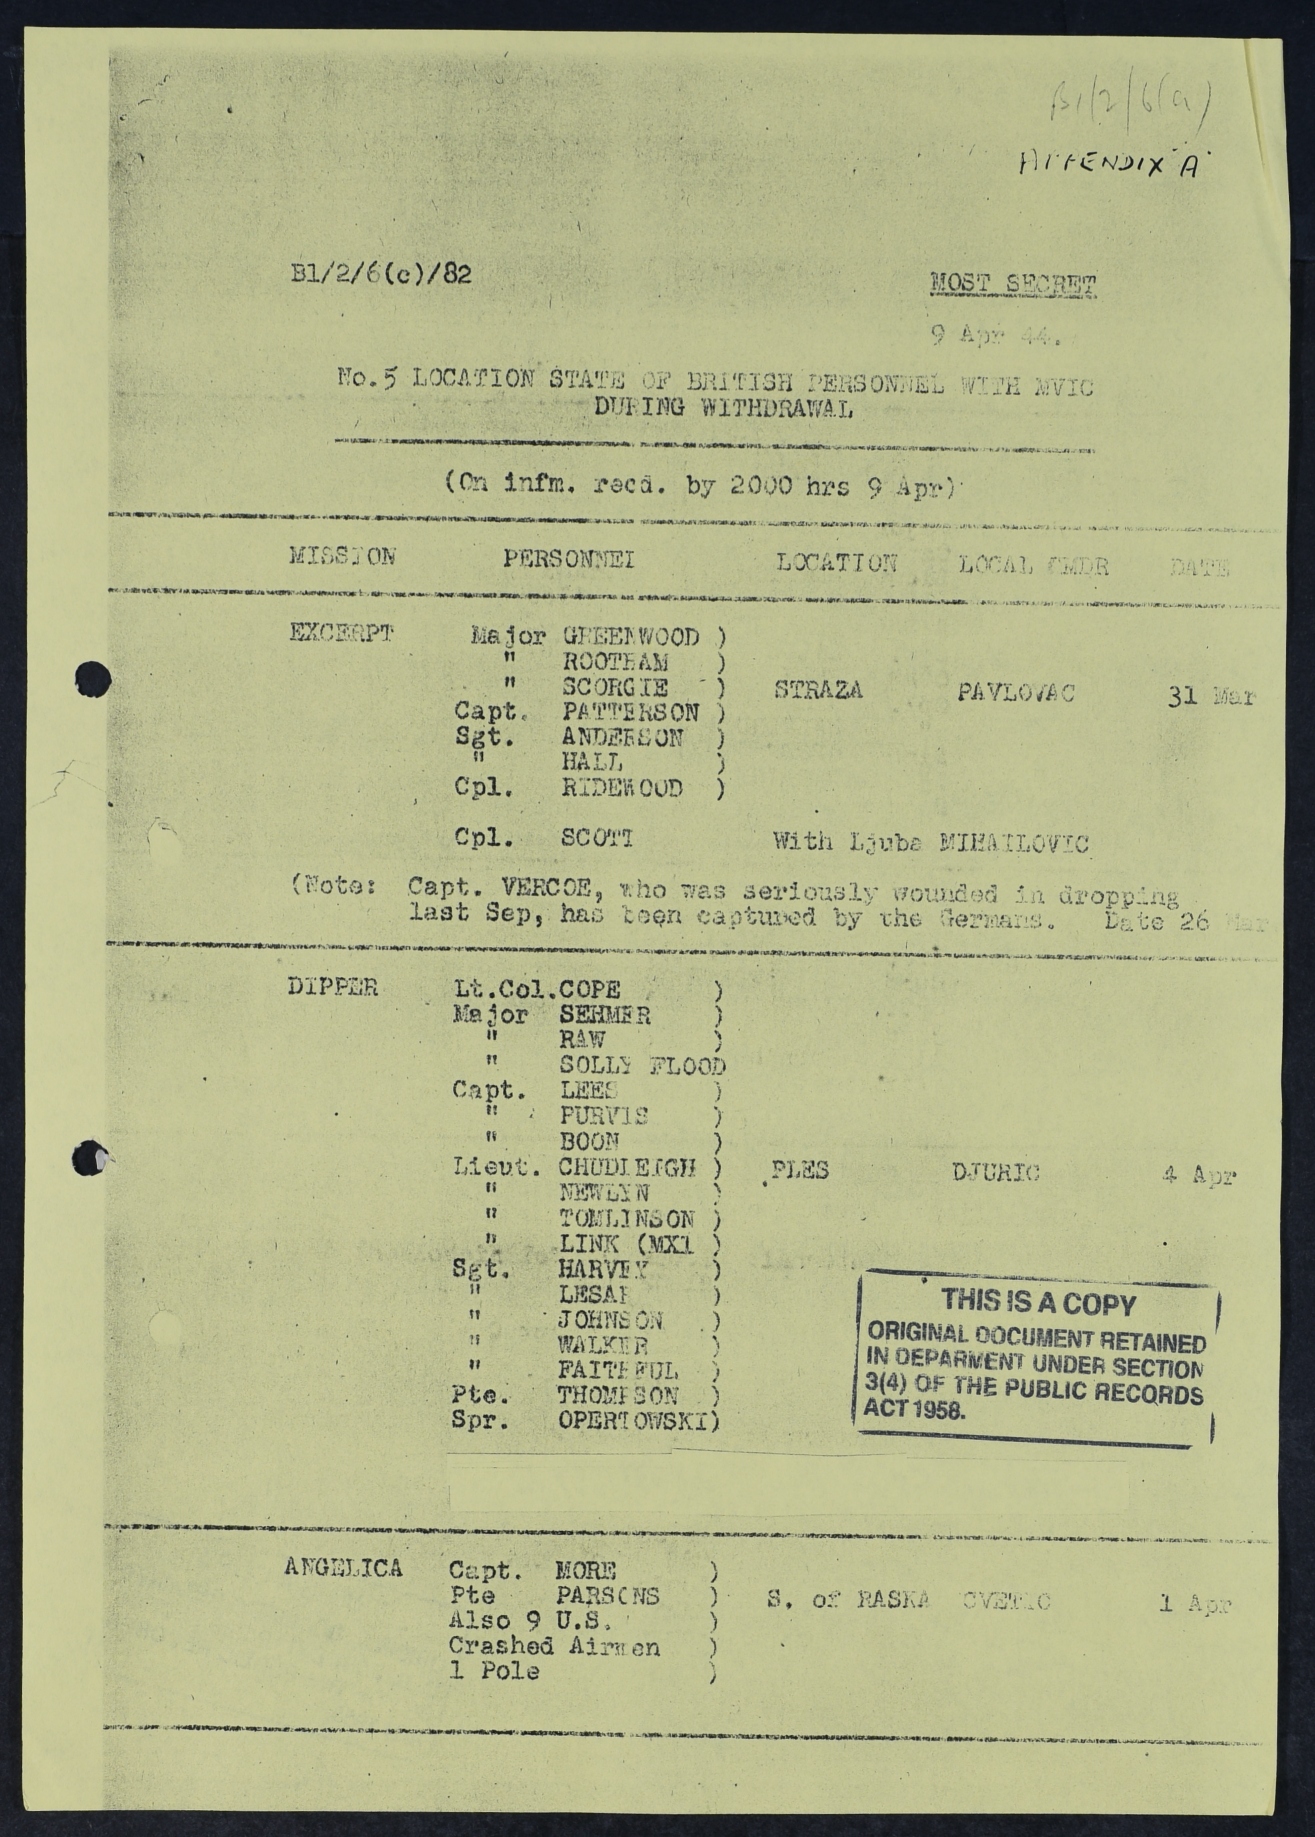 B1/2/6(a)
APPENDIX "A"
B1/2/6(c)/82
MOST SECRET
9 Apr 44.
No.5 LOCATION STATE OF BRITISH PERSONNEL WITH MVIC
DURING WITHDRAWAL
(On infm. recd. by 2000 hrs 9 Apr)
MISSION PERSONNEL LOCATION LOCAL CMDR DATE
EXCERPT Major GREENWOOD )
" ROOTHAM )
" SCORGIE ) STRAZA PAVLOVAC 31 Mar
Capt. PATTERSON )
Sgt. ANDERSON )
" HALL )
Cpl. RIDEWOOD )
Cpl. SCOTT With Ljuba MIHAILOVIC
(Note: Capt. VERCOE, who was seriously wounded in dropping
last Sep, has been captured by the Germans. Date 26 Mar
DIPPER Lt.Col.COPE )
Major SEHMER )
" RAW )
" SOLLY FLOOD
Capt. LEES )
" PURVIS )
" BOON )
Lieut. CHUDLEIGH ) PLES DJURIC 4 Apr
" NEWLYN )
" TOMLINSON )
" LINK (MX1 )
Sgt. HARVEY )
" LESAR )
" JOHNSON )
" WALKER )
" FAITHFUL )
Pte. THOMPSON )
Spr. OPERTOWSKI)
THIS IS A COPY
ORIGINAL DOCUMENT RETAINED
IN DEPARMENT UNDER SECTION
3(4) OF THE PUBLIC RECORDS
ACT 1958.
ANGELICA Capt. MORE )
Pte PARSONS ) S. of RASKA CVETIC 1 Apr
Also 9 U.S. )
Crashed Airmen )
1 Pole )